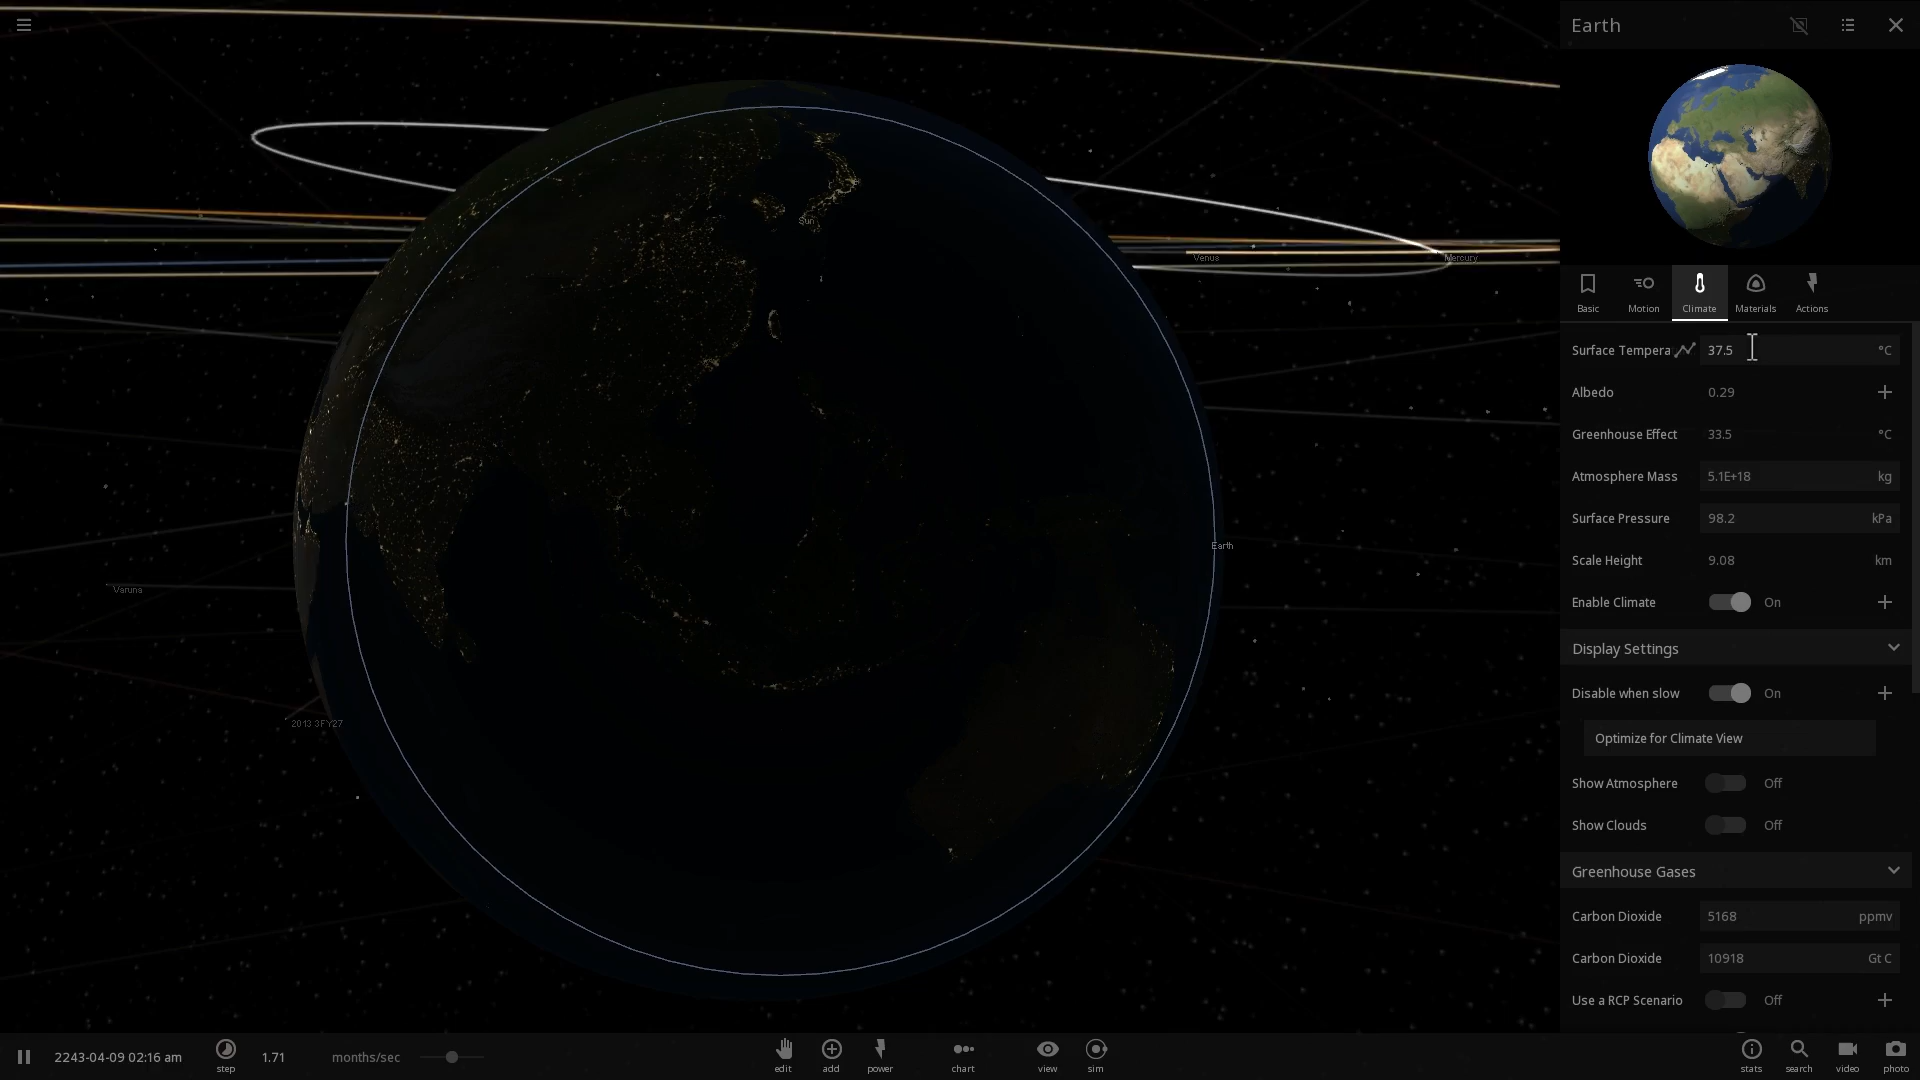 Earth
Basic
Motion
Climate
Materials
Actions
Surface Tempera 37.5 °C
Albedo 0.29
Greenhouse Effect 33.5 °C
Atmosphere Mass 5.1E+18 kg
Surface Pressure 98.2 kPa
Scale Height 9.08 km
Enable Climate On
Display Settings
Disable when slow On
Optimize for Climate View
Show Atmosphere Off
Show Clouds Off
Greenhouse Gases
Carbon Dioxide 5168 ppmv
Carbon Dioxide 10918 Gt C
Use a RCP Scenario Off
Sun
Venus
Mercury
Earth
Varuna
2013 3FY27
2243-04-09 02:16 am
step
1.71
months/sec
edit
add
power
chart
view
sim
stats
search
video
photo